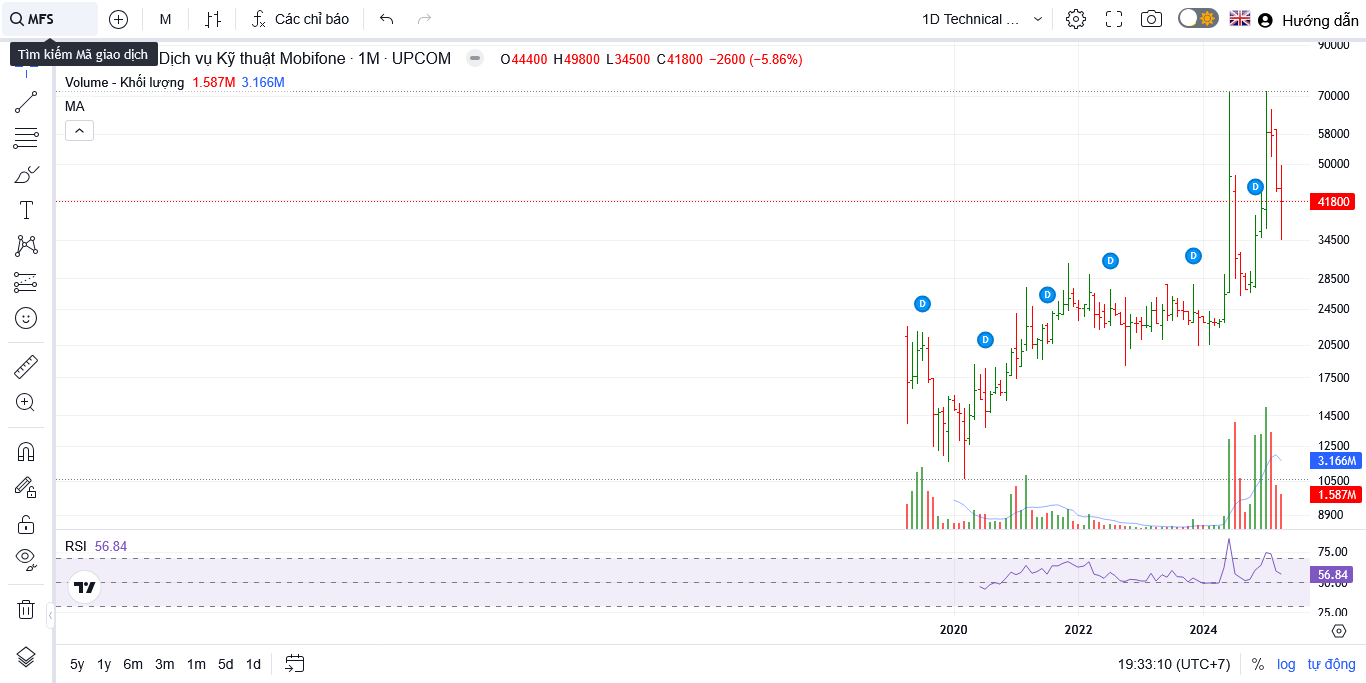 MFS
M
Các chỉ báo
1D Technical ...
Hướng dẫn
Tìm kiếm Mã giao dịch
Dịch vụ Kỹ thuật Mobifone · 1M · UPCOM
O44400 H49800 L34500 C41800 −2600 (−5.86%)
Volume - Khối lượng 1.587M 3.166M
MA
90000
70000
58000
50000
41800
34500
28500
24500
20500
17500
14500
12500
3.166M
10500
1.587M
8900
D
D
D
D
D
D
RSI 56.84
75.00
56.84
50.00
25.00
2020
2022
2024
5y 1y 6m 3m 1m 5d 1d
19:33:10 (UTC+7)
% log tự động